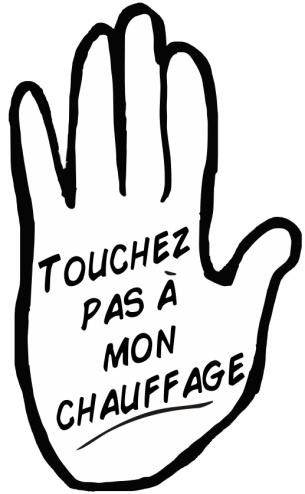 TOUCHEZ
PAS À
MON
CHAUFFAGE